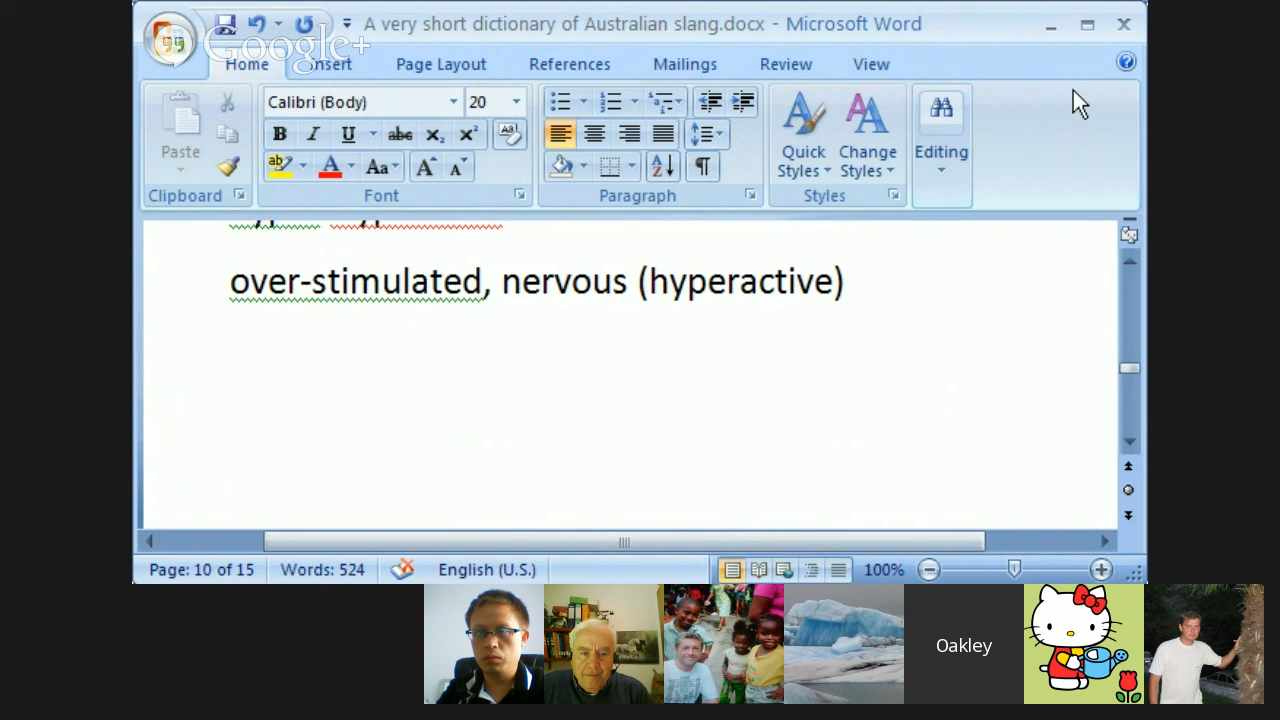 A very short dictionary of Australian slang.docx - Microsoft Word
Google+
Home Insert Page Layout References Mailings Review View
Calibri (Body) 20
Paste
Quick Styles
Change Styles
Editing
Clipboard Font Paragraph Styles
over-stimulated, nervous (hyperactive)
Page: 10 of 15 Words: 524 English (U.S.) 100%
Oakley